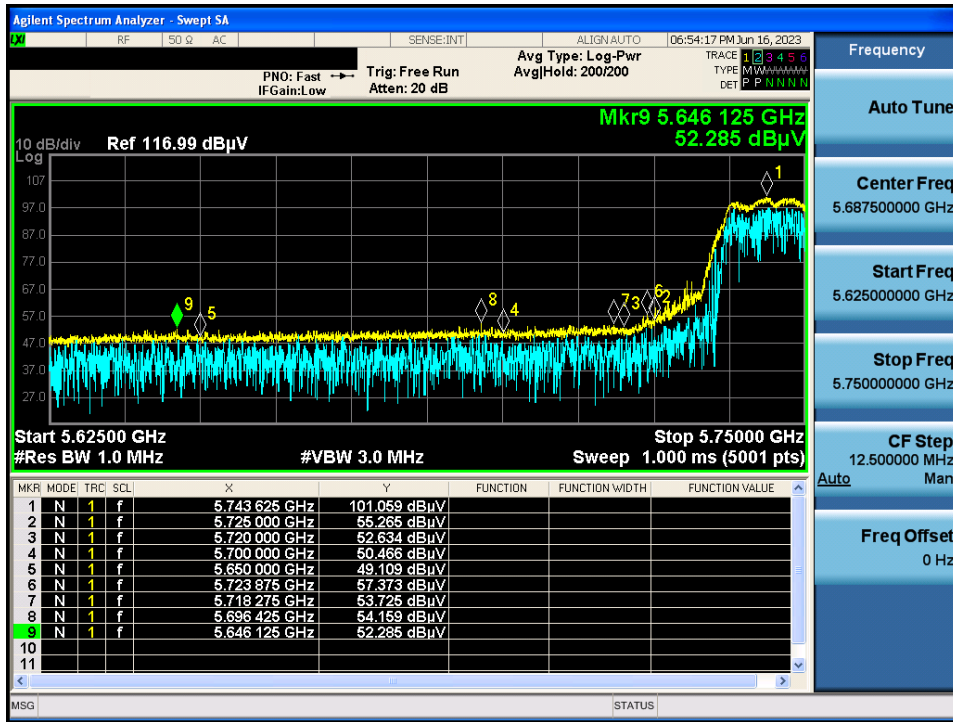 Agilent Spectrum Analyzer - Swept SA
LXI RF 50 Ω AC SENSE:INT ALIGN AUTO 06:54:17 PM Jun 16, 2023
PNO: Fast
IFGain:Low
Trig: Free Run
Atten: 20 dB
Avg Type: Log-Pwr
Avg|Hold: 200/200
TRACE 1 2 3 4 5 6
TYPE M W W W W W
DET P P N N N N
Mkr9 5.646 125 GHz
52.285 dBµV
10 dB/div
Log
Ref 116.99 dBµV
107
97.0
87.0
77.0
67.0
57.0
47.0
37.0
27.0
9
5
8
4
7
3
6
2
1
Start 5.62500 GHz
Stop 5.75000 GHz
#Res BW 1.0 MHz
#VBW 3.0 MHz
Sweep 1.000 ms (5001 pts)
MKR MODE TRC SCL X Y FUNCTION FUNCTION WIDTH FUNCTION VALUE
1 N 1 f 5.743 625 GHz 101.059 dBµV
2 N 1 f 5.725 000 GHz 55.265 dBµV
3 N 1 f 5.720 000 GHz 52.634 dBµV
4 N 1 f 5.700 000 GHz 50.466 dBµV
5 N 1 f 5.650 000 GHz 49.109 dBµV
6 N 1 f 5.723 875 GHz 57.373 dBµV
7 N 1 f 5.718 275 GHz 53.725 dBµV
8 N 1 f 5.696 425 GHz 54.159 dBµV
9 N 1 f 5.646 125 GHz 52.285 dBµV
10
11
MSG
STATUS
Frequency
Auto Tune
Center Freq
5.687500000 GHz
Start Freq
5.625000000 GHz
Stop Freq
5.750000000 GHz
CF Step
12.500000 MHz
Auto Man
Freq Offset
0 Hz